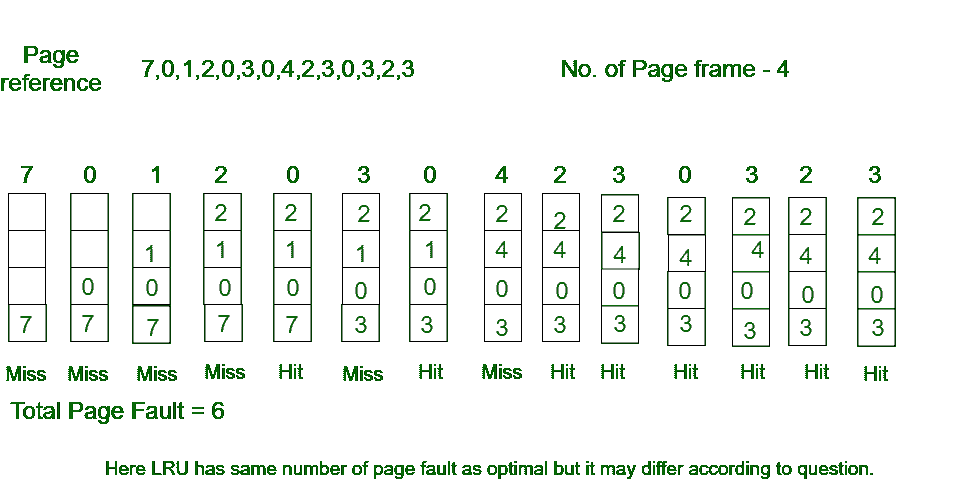 Page
reference
7,0,1,2,0,3,0,4,2,3,0,3,2,3
No. of Page frame - 4
7 0 1 2 0 3 0 4 2 3 0 3 2 3
2 2 2 2 2 2 2 2 2 2 2
1 1 1 1 1 4 4 4 4 4 4 4
0 0 0 0 0 0 0 0 0 0 0 0 0
7 7 7 7 7 3 3 3 3 3 3 3 3 3
Miss Miss Miss Miss Hit Miss Hit Miss Hit Hit Hit Hit Hit Hit
Total Page Fault = 6
Here LRU has same number of page fault as optimal but it may differ according to question.